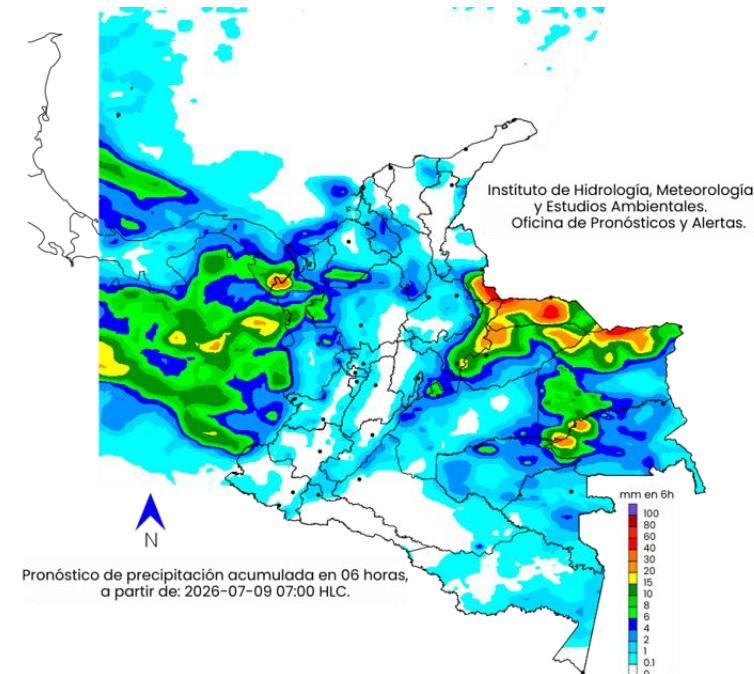 Instituto de Hidrología, Meteorología
y Estudios Ambientales.
Oficina de Pronósticos y Alertas.
N
Pronóstico de precipitación acumulada en 06 horas,
a partir de: 2026-07-09 07:00 HLC.
mm en 6h
100
80
60
40
30
20
15
10
8
6
4
2
1
0.1
0